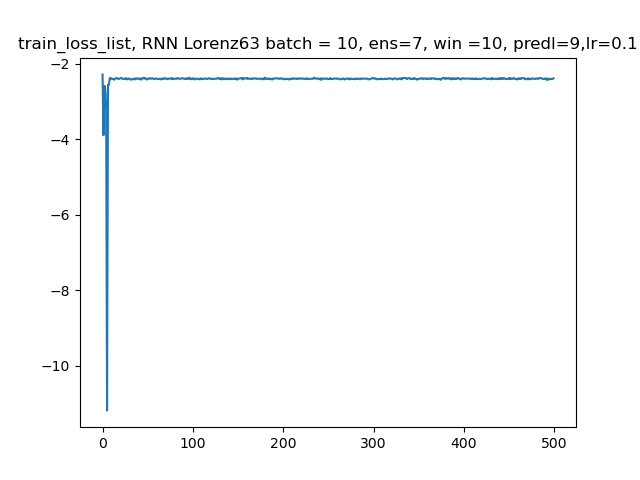 train_loss_list, RNN Lorenz63 batch = 10, ens=7, win =10, predl=9,lr=0.1
−2
−4
−6
−8
−10
0 100 200 300 400 500